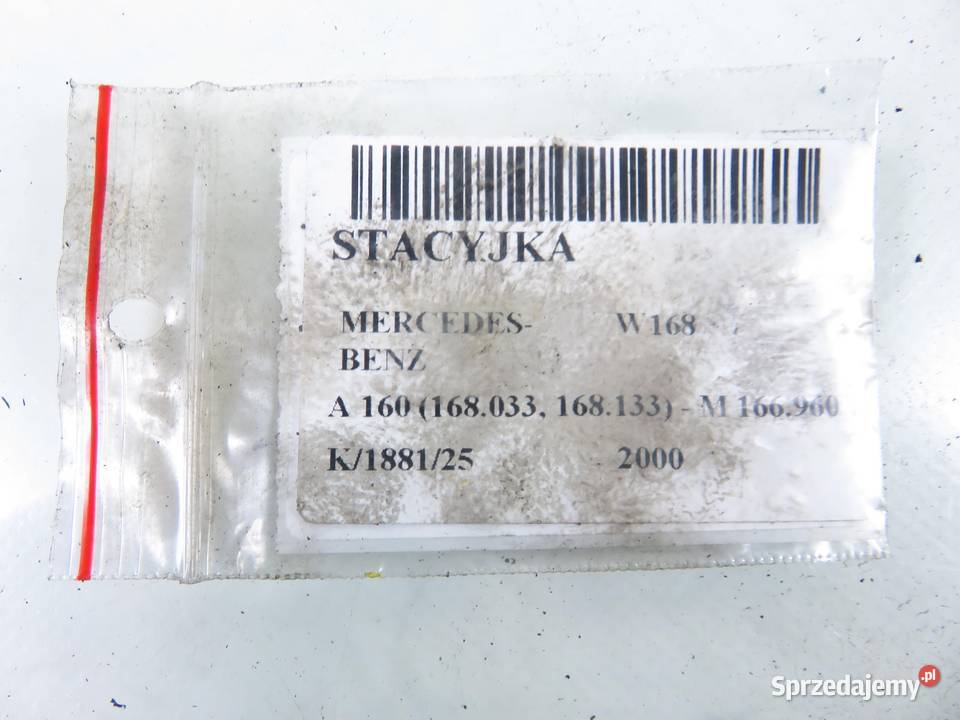 STACYJKA
MERCEDES- W168
BENZ
A 160 (168.033, 168.133) - M 166.960
K/1881/25 2000
Sprzedajemy.pl